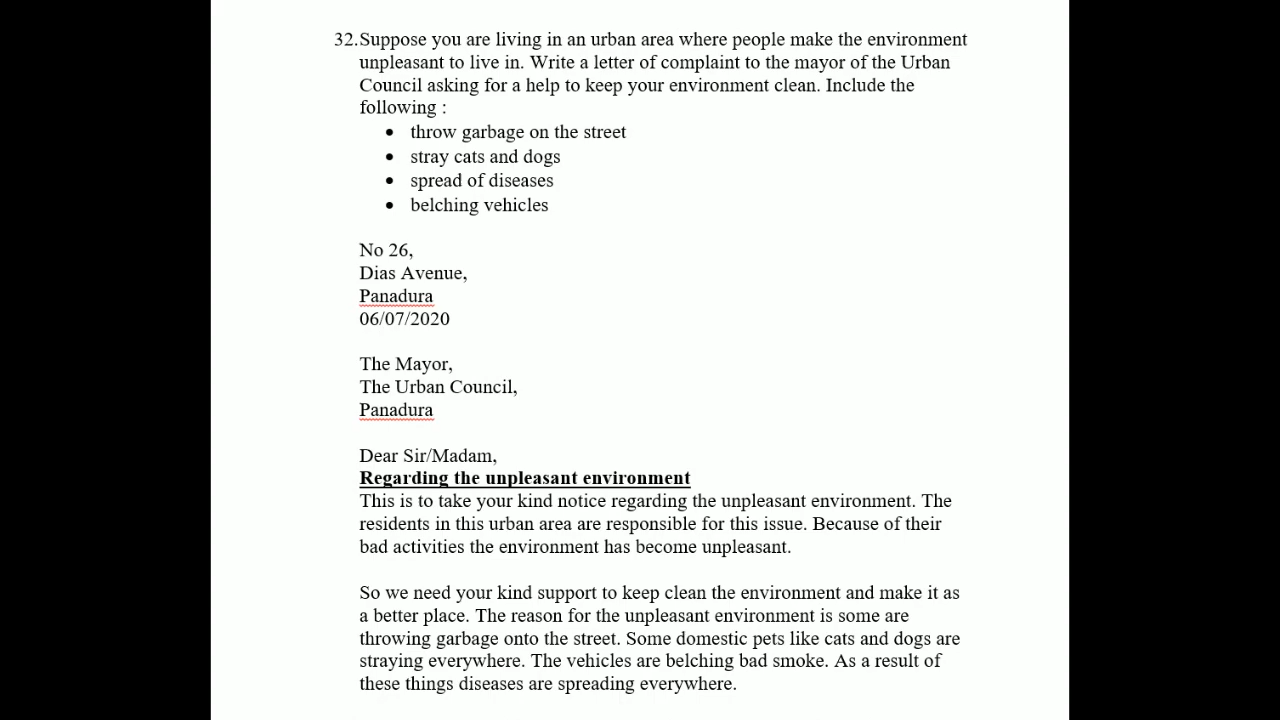 32.Suppose you are living in an urban area where people make the environment
unpleasant to live in. Write a letter of complaint to the mayor of the Urban
Council asking for a help to keep your environment clean. Include the
following :
• throw garbage on the street
• stray cats and dogs
• spread of diseases
• belching vehicles
No 26,
Dias Avenue,
Panadura
06/07/2020
The Mayor,
The Urban Council,
Panadura
Dear Sir/Madam,
Regarding the unpleasant environment
This is to take your kind notice regarding the unpleasant environment. The
residents in this urban area are responsible for this issue. Because of their
bad activities the environment has become unpleasant.
So we need your kind support to keep clean the environment and make it as
a better place. The reason for the unpleasant environment is some are
throwing garbage onto the street. Some domestic pets like cats and dogs are
straying everywhere. The vehicles are belching bad smoke. As a result of
these things diseases are spreading everywhere.